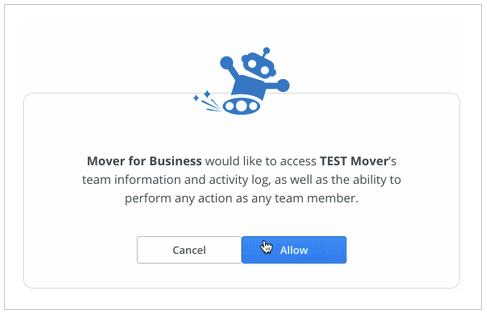 Mover for Business would like to access TEST Mover's
team information and activity log, as well as the ability to
perform any action as any team member.
Cancel Allow